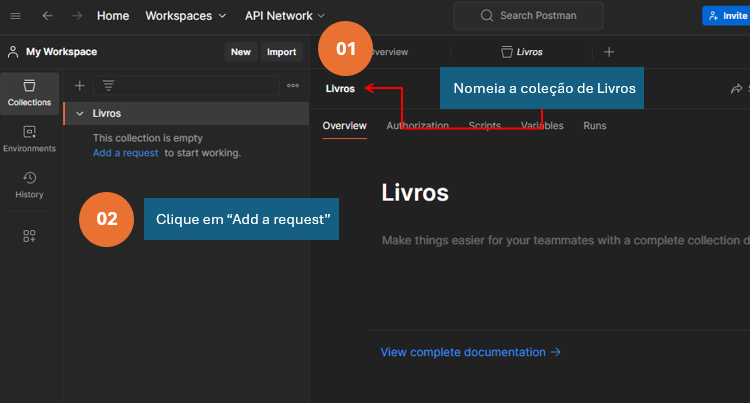 Home Workspaces API Network Search Postman Invite
My Workspace New Import 01 verview Livros
Livros Nomeia a coleção de Livros
Collections
Livros
Overview Authorization Scripts Variables Runs
This collection is empty
Environments
Add a request to start working.
History
Livros
02 Clique em “Add a request”
Make things easier for your teammates with a complete collection d
View complete documentation →